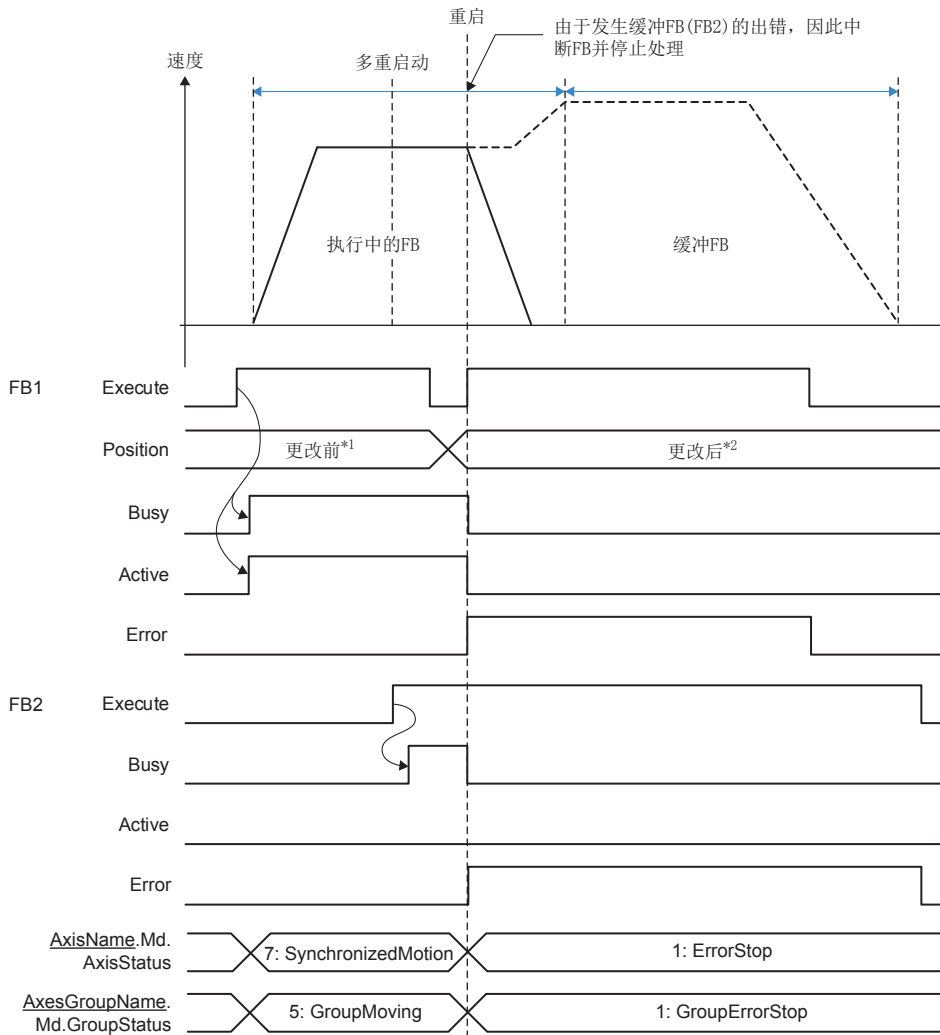 重启
由于发生缓冲FB(FB2)的出错，因此中
断FB并停止处理
速度
多重启动
执行中的FB
缓冲FB
FB1 Execute
Position
更改前*1
更改后*2
Busy
Active
Error
FB2 Execute
Busy
Active
Error
AxisName.Md.
AxisStatus
7: SynchronizedMotion
1: ErrorStop
AxesGroupName.
Md.GroupStatus
5: GroupMoving
1: GroupErrorStop